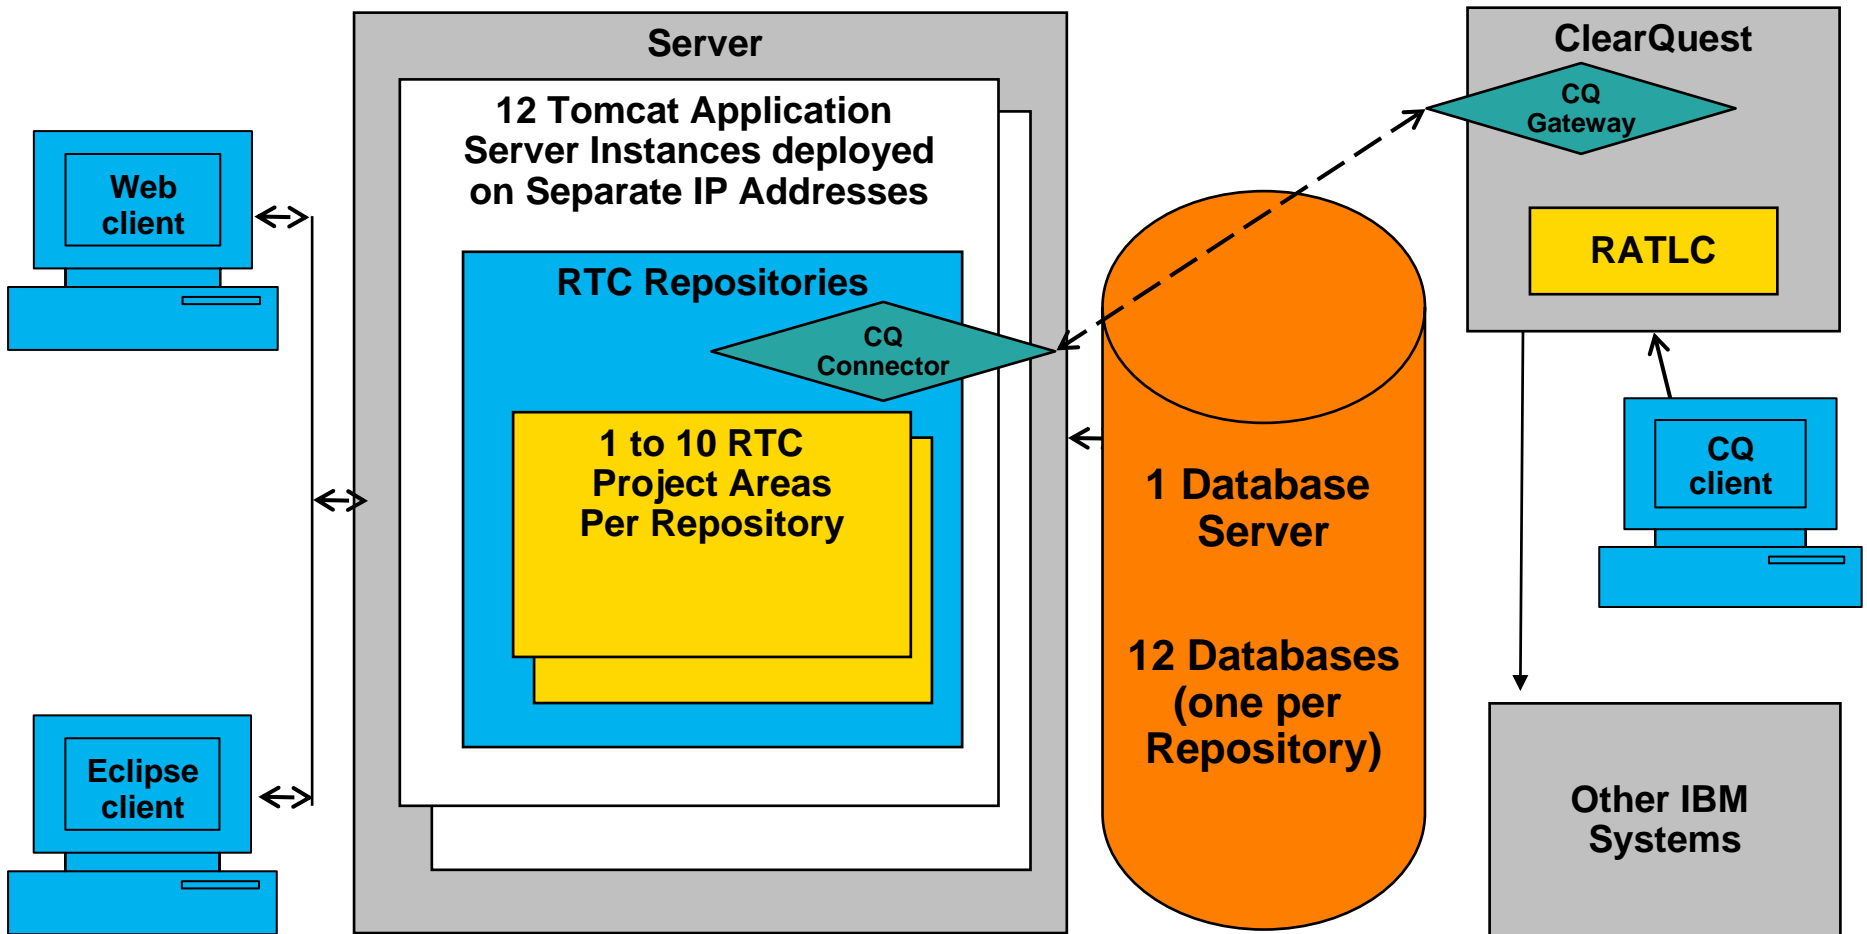 Server
12 Tomcat Application
Server Instances deployed
on Separate IP Addresses
RTC Repositories
CQ
Connector
1 to 10 RTC
Project Areas
Per Repository
Web
client
Eclipse
client
1 Database
Server
12 Databases
(one per
Repository)
ClearQuest
CQ
Gateway
RATLC
CQ
client
Other IBM
Systems